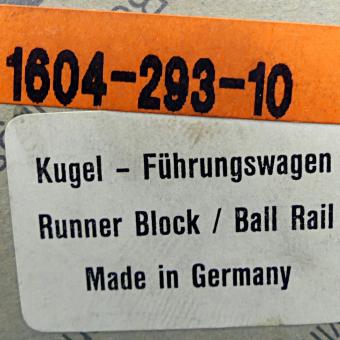 1604-293-10
Kugel - Führungswagen
Runner Block / Ball Rail
Made in Germany